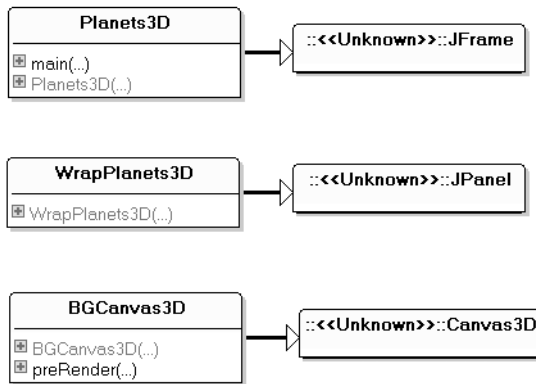 Planets3D
main(...)
Planets3D(...)
::<<Unknown>>::JFrame
WrapPlanets3D
WrapPlanets3D(...)
::<<Unknown>>::JPanel
BGCanvas3D
BGCanvas3D(...)
preRender(...)
::<<Unknown>>::Canvas3D